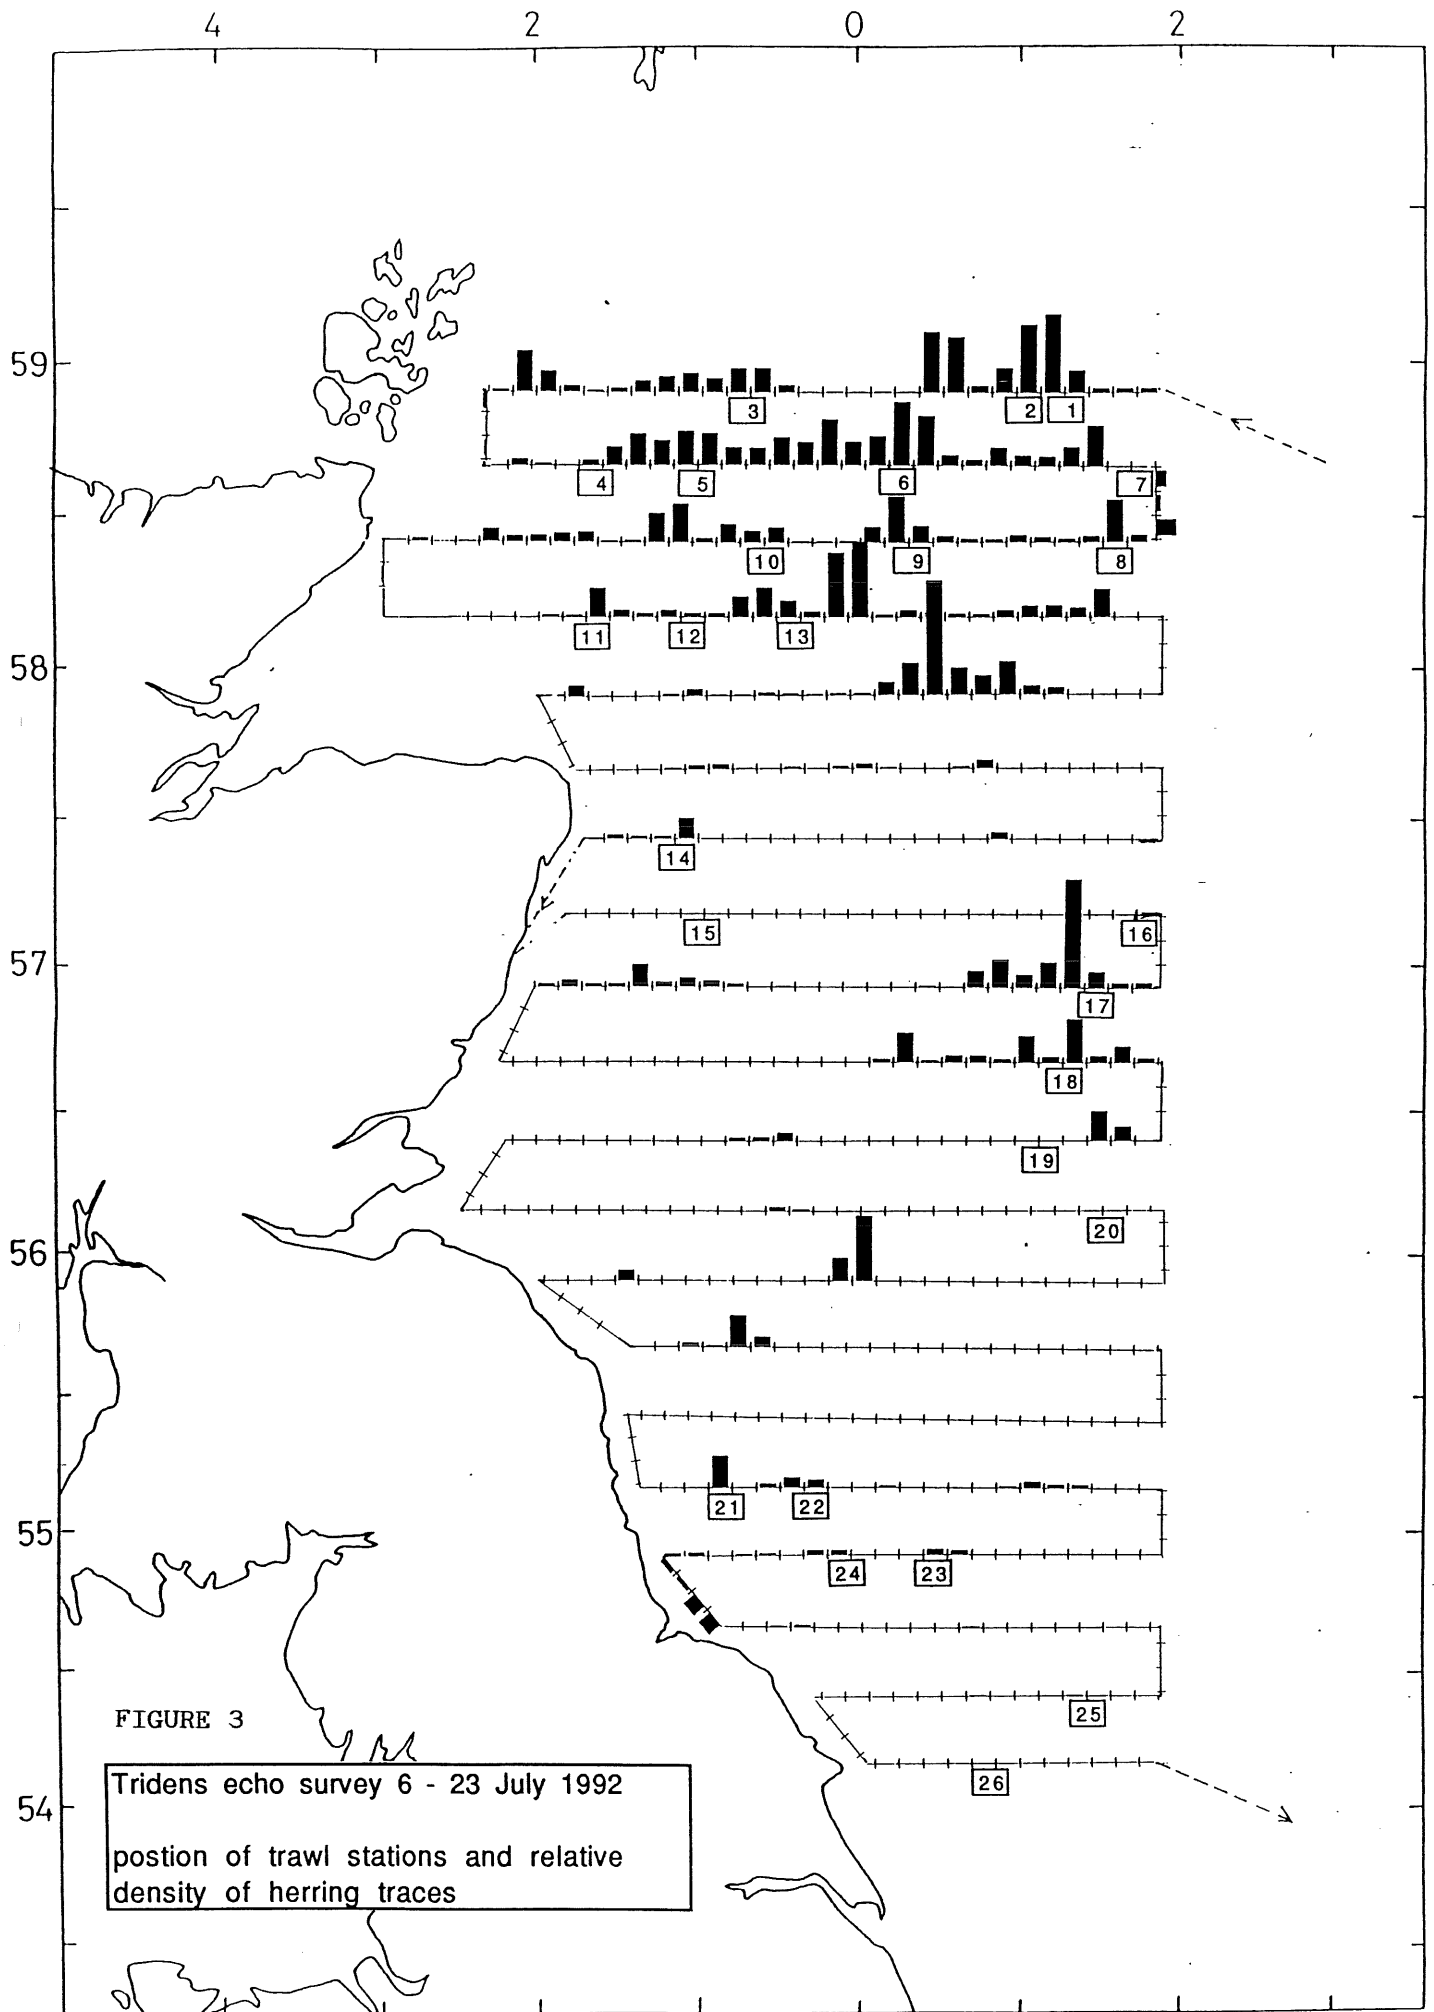 4 2 0 2
59
3 2 1
4 5 6 7
10 9 8
11 12 13
58
14
15 16
57
17
18
19
20
56
21 22
55
24 23
FIGURE 3
25
Tridens echo survey 6 - 23 July 1992
26
54
postion of trawl stations and relative
density of herring traces